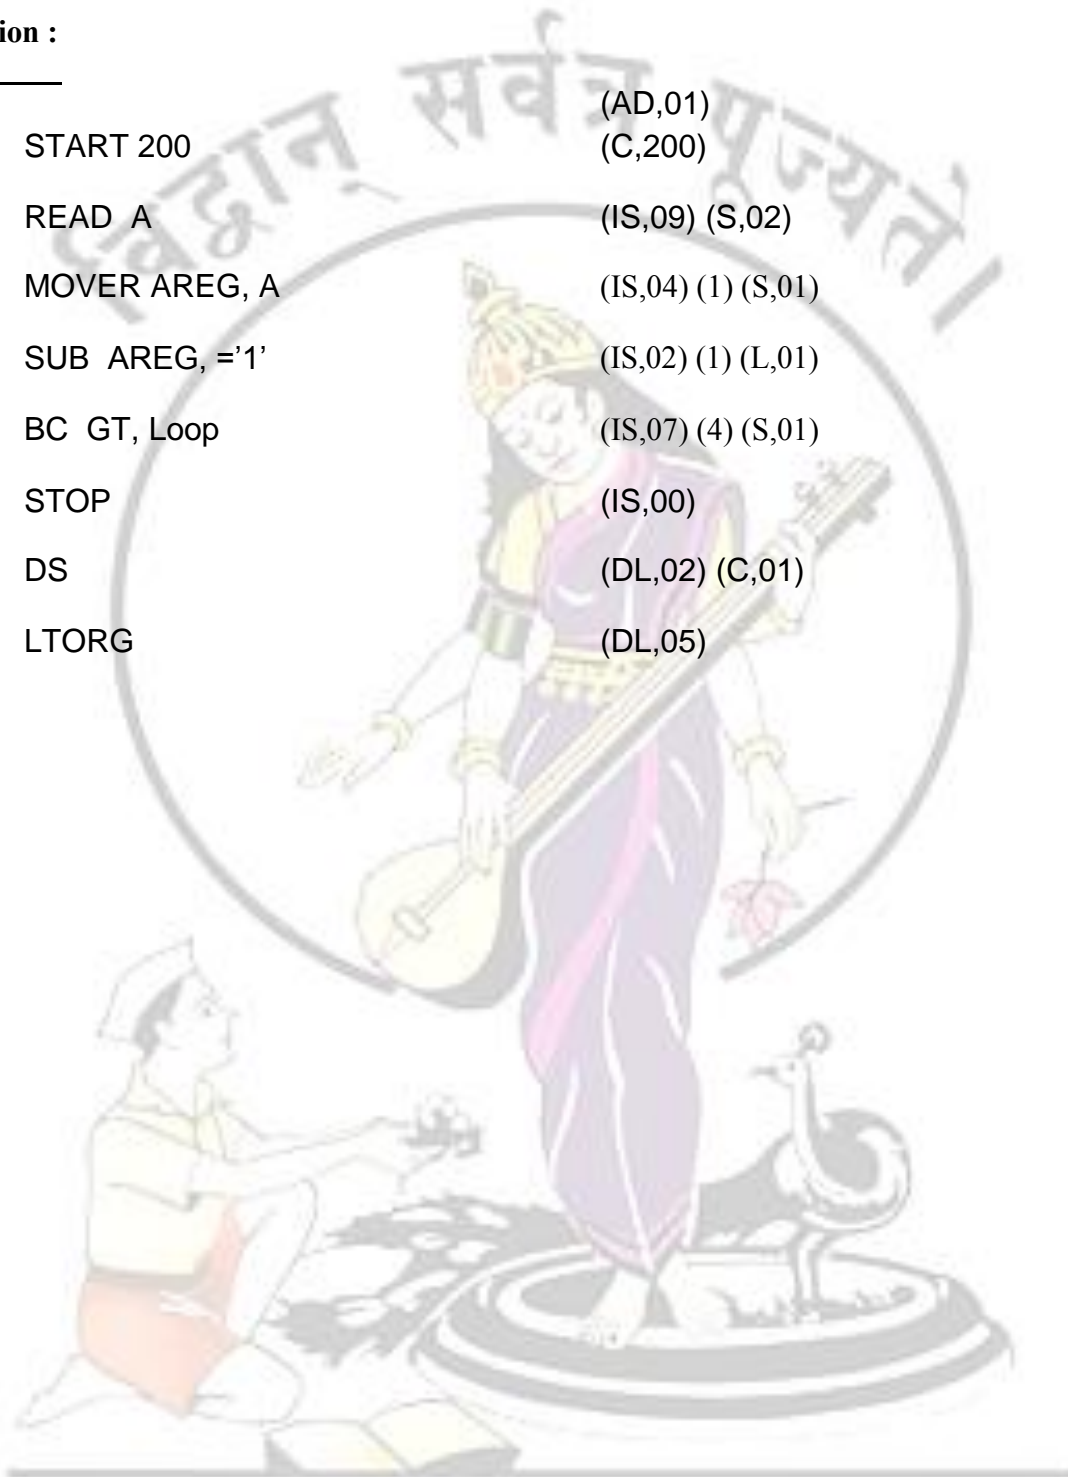 ion :
विद्वान् सर्वत्र पूज्यते।
(AD,01)
START 200 (C,200)
READ A (IS,09) (S,02)
MOVER AREG, A (IS,04) (1) (S,01)
SUB AREG, =’1’ (IS,02) (1) (L,01)
BC GT, Loop (IS,07) (4) (S,01)
STOP (IS,00)
DS (DL,02) (C,01)
LTORG (DL,05)